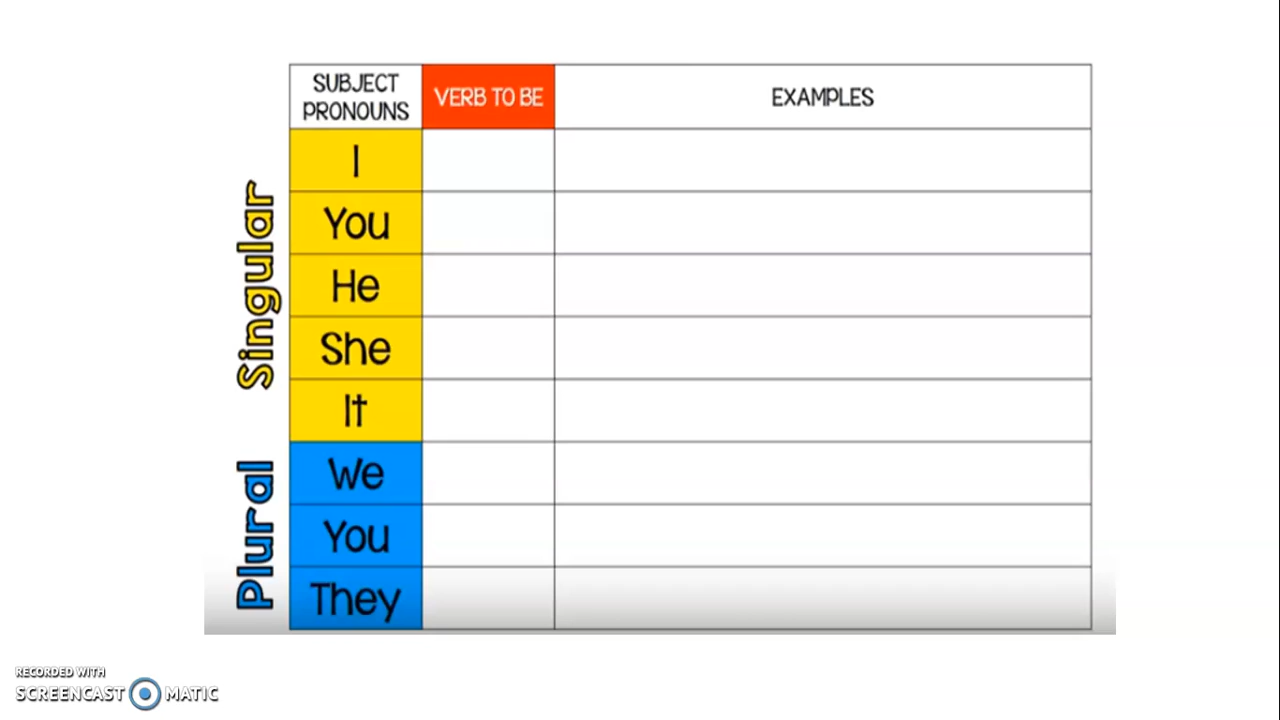 SUBJECT
PRONOUNS
VERB TO BE
EXAMPLES
Singular
I
You
He
She
It
Plural
We
You
They
RECORDED WITH
SCREENCAST MATIC